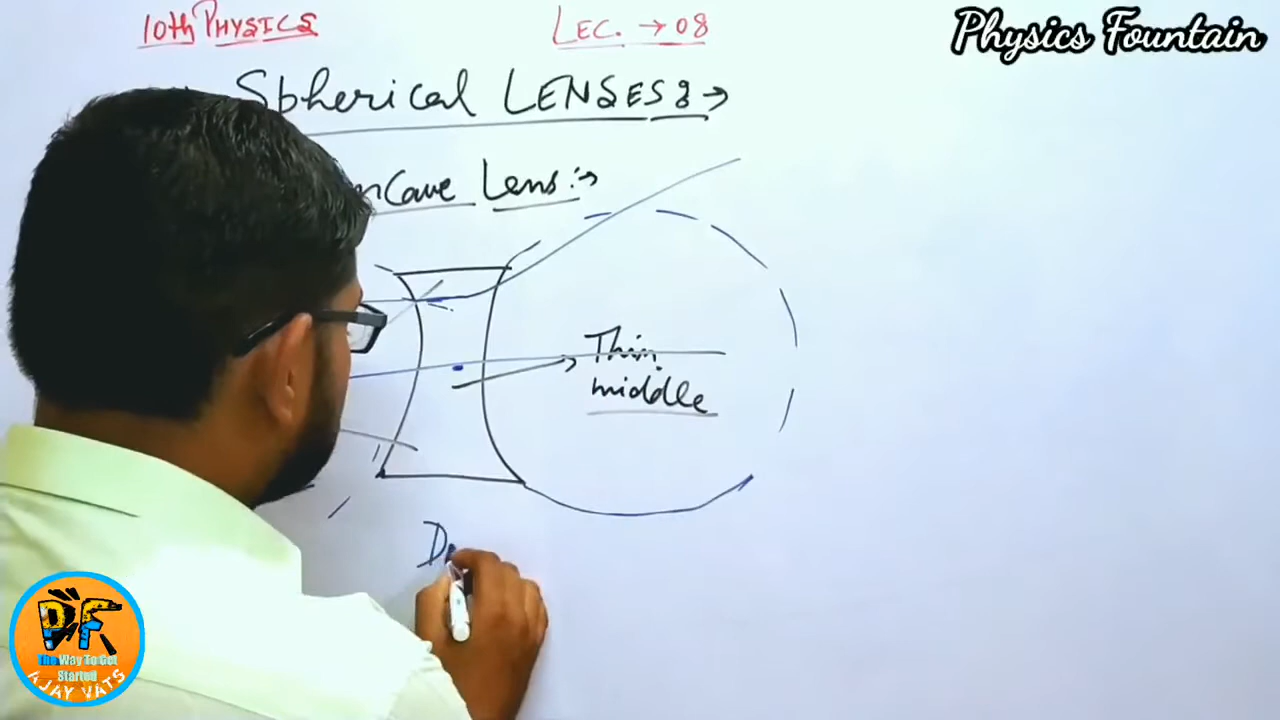 10th PHYSICS
LEC. → 08
Physics Fountain
Spherical LENSES :→
ncave Lens :→
Thin
middle
D
PF
The Way To Get
Started
AJAY VATS